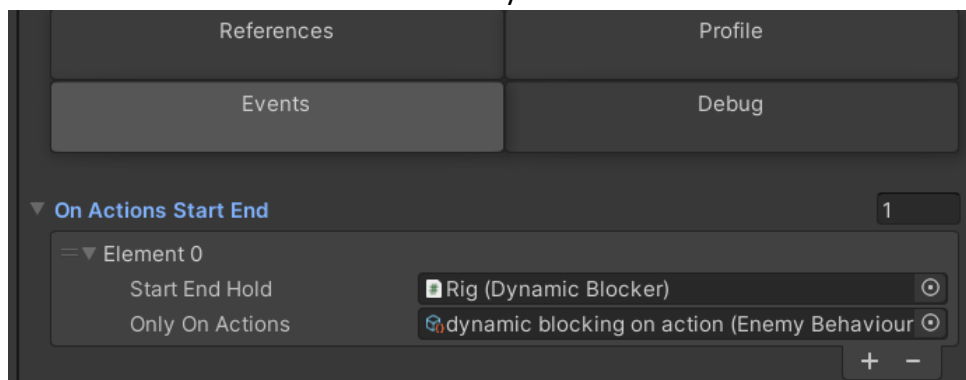 References Profile
Events Debug
On Actions Start End 1
Element 0
Start End Hold Rig (Dynamic Blocker)
Only On Actions dynamic blocking on action (Enemy Behaviour
+ −